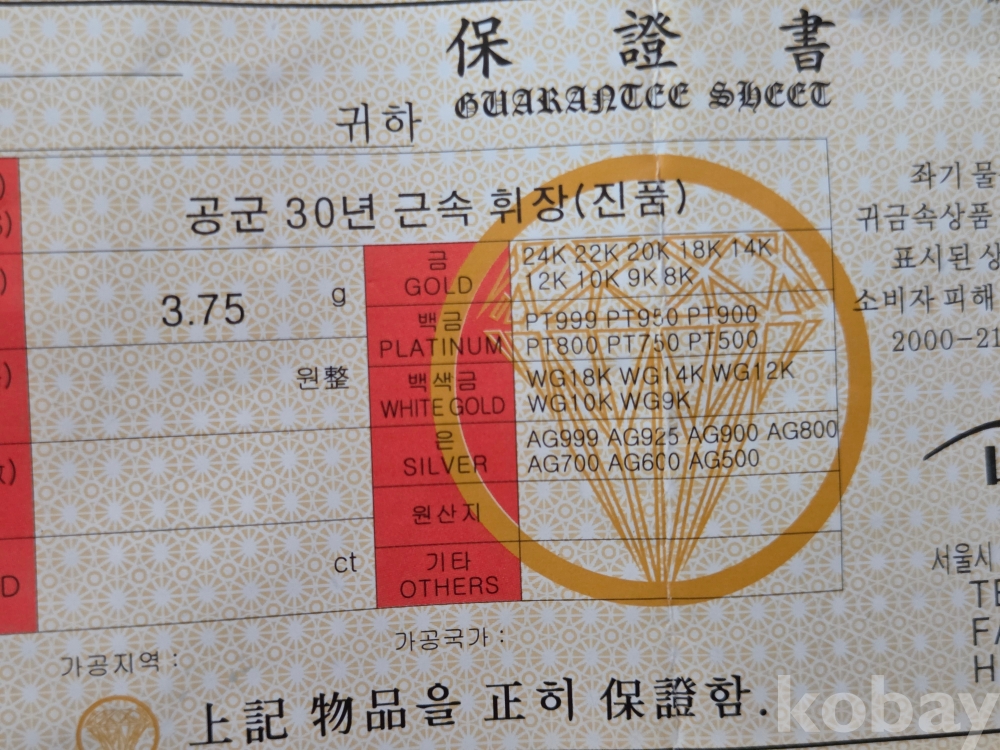 保證書
GUARANTEE SHEET
귀하
공군 30년 근속 휘장(진품)
3.75 g
원整
ct
금
GOLD
24K 22K 20K 18K 14K
12K 10K 9K 8K
백금
PLATINUM
PT999 PT950 PT900
PT800 PT750 PT500
백색금
WHITE GOLD
WG18K WG14K WG12K
WG10K WG9K
은
SILVER
AG999 AG925 AG900 AG800
AG700 AG600 AG500
원산지
기타
OTHERS
가공지역 :
가공국가 :
上記 物品을 正히 保證함.
좌기 물
귀금속상품
표시된 상
소비자 피해
2000-21
서울시
kobay